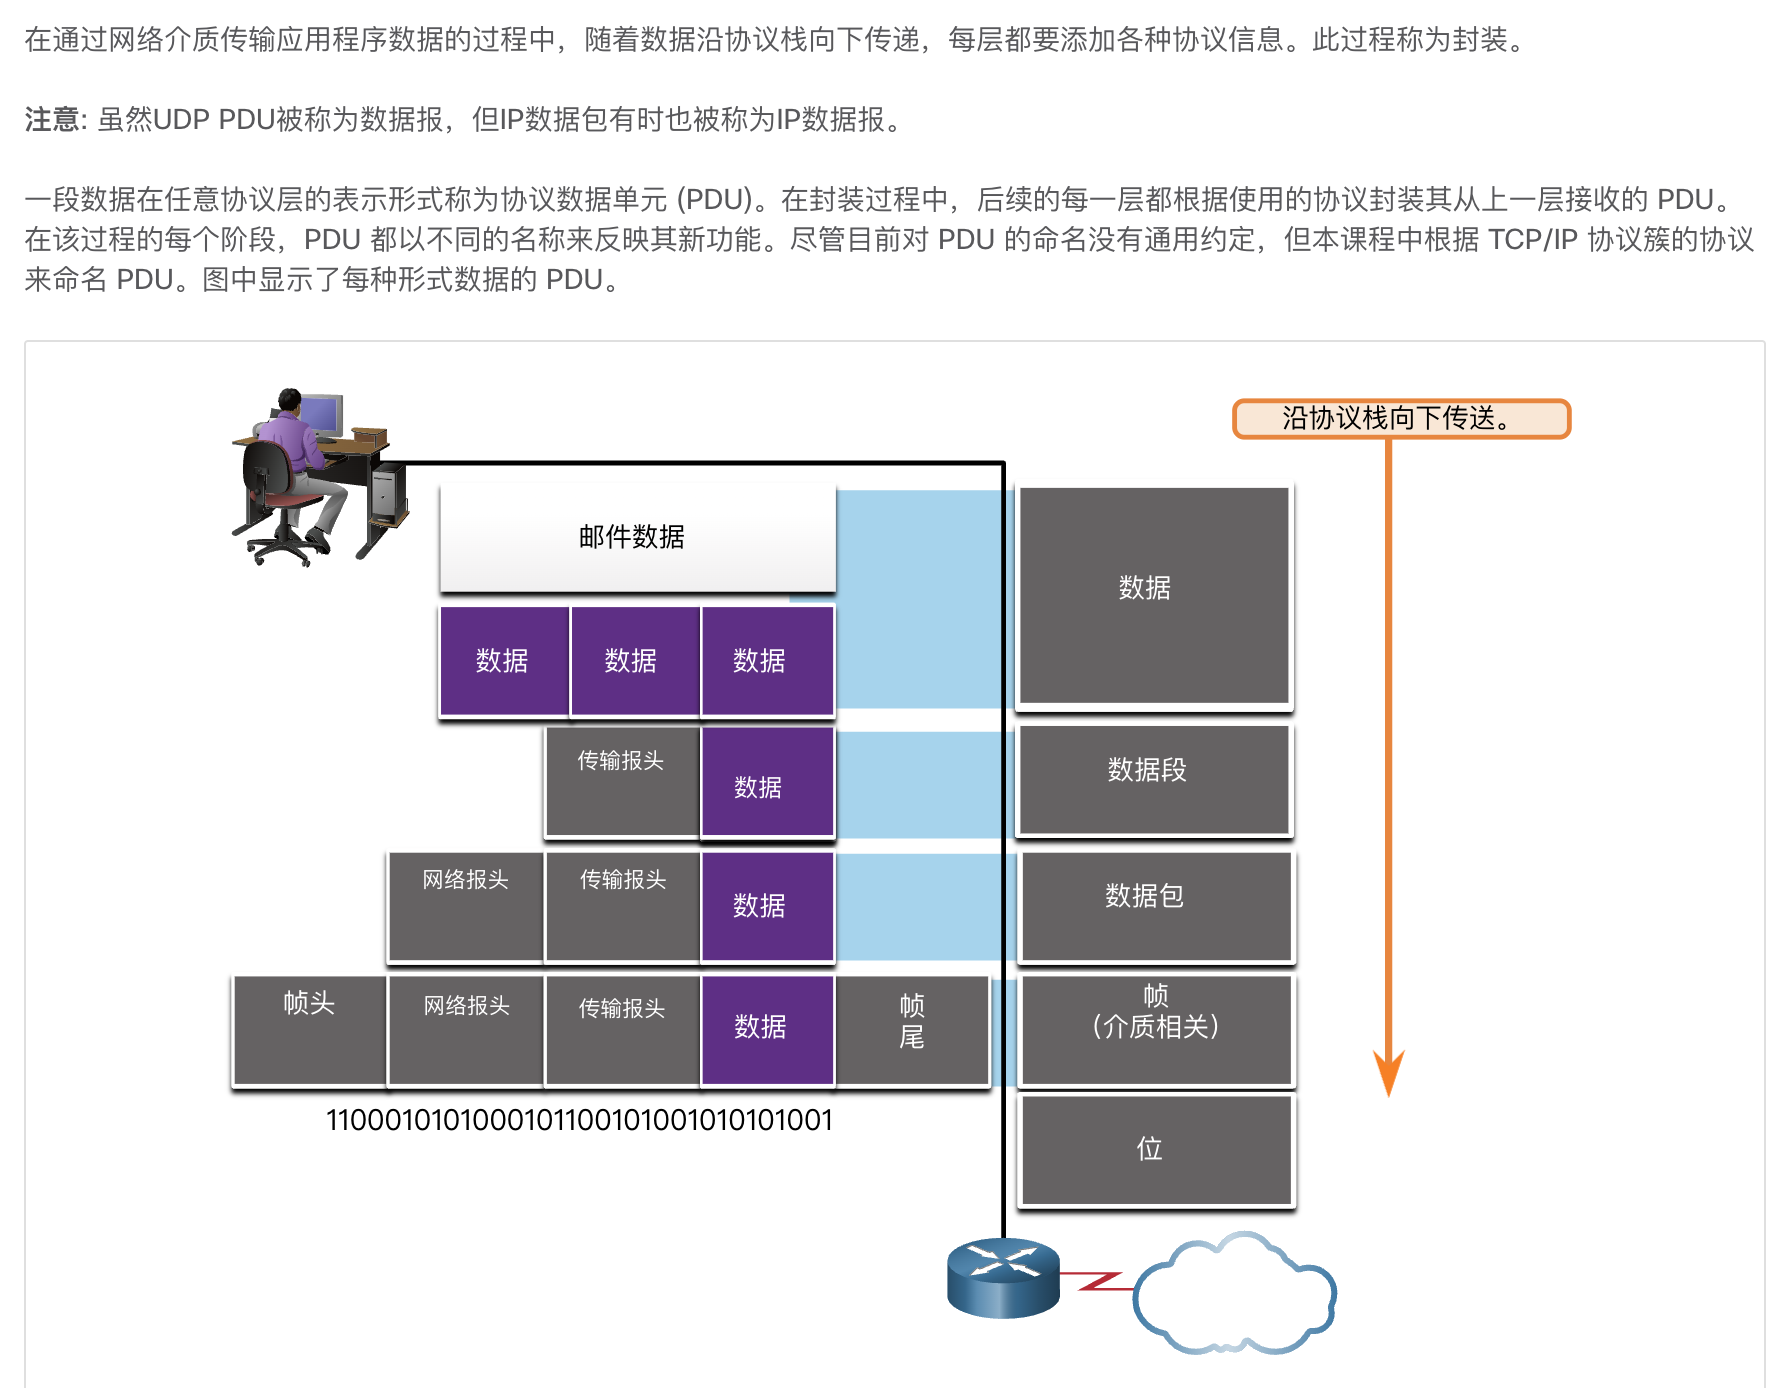 在通过网络介质传输应用程序数据的过程中，随着数据沿协议栈向下传递，每层都要添加各种协议信息。此过程称为封装。
注意: 虽然UDP PDU被称为数据报，但IP数据包有时也被称为IP数据报。
一段数据在任意协议层的表示形式称为协议数据单元 (PDU)。在封装过程中，后续的每一层都根据使用的协议封装其从上一层接收的 PDU。
在该过程的每个阶段，PDU 都以不同的名称来反映其新功能。尽管目前对 PDU 的命名没有通用约定，但本课程中根据 TCP/IP 协议簇的协议
来命名 PDU。图中显示了每种形式数据的 PDU。
沿协议栈向下传送。
邮件数据
数据
数据
数据
数据
传输报头
数据
数据段
网络报头
传输报头
数据
数据包
帧头
网络报头
传输报头
数据
帧
尾
帧
（介质相关）
1100010101000101100101001010101001
位